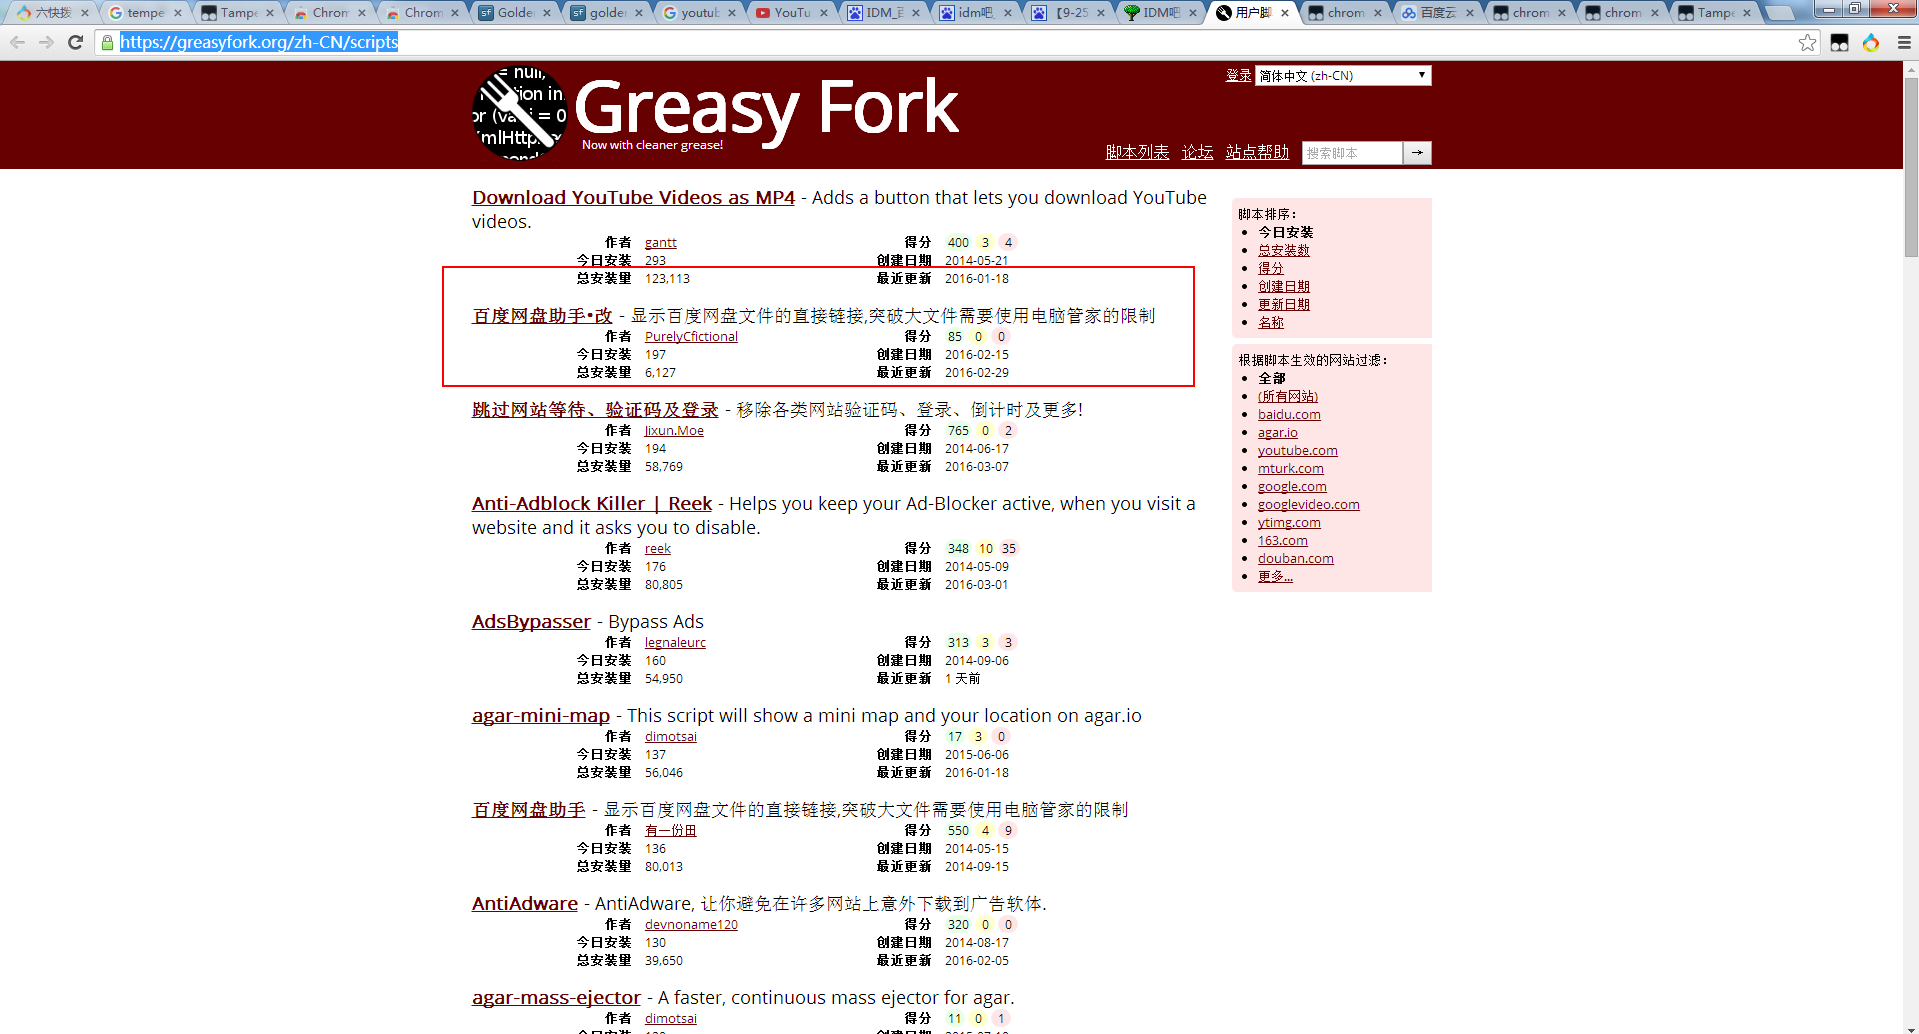 六快拨
tempe
Tampe
Chrom
Chrom
Golde
golder
youtub
YouTu
IDM_百
idm吧
【9-25
IDM吧
用户脚
chrom
百度云
chrom
chrom
Tampe
https://greasyfork.org/zh-CN/scripts
登录 简体中文 (zh-CN)
Greasy Fork
Now with cleaner grease!
脚本列表 论坛 站点帮助 搜索脚本 →
Download YouTube Videos as MP4 - Adds a button that lets you download YouTube
videos.
作者 gantt 得分 400 3 4
今日安装 293 创建日期 2014-05-21
总安装量 123,113 最近更新 2016-01-18
百度网盘助手•改 - 显示百度网盘文件的直接链接,突破大文件需要使用电脑管家的限制
作者 PurelyCfictional 得分 85 0 0
今日安装 197 创建日期 2016-02-15
总安装量 6,127 最近更新 2016-02-29
跳过网站等待、验证码及登录 - 移除各类网站验证码、登录、倒计时及更多!
作者 Jixun.Moe 得分 765 0 2
今日安装 194 创建日期 2014-06-17
总安装量 58,769 最近更新 2016-03-07
Anti-Adblock Killer | Reek - Helps you keep your Ad-Blocker active, when you visit a
website and it asks you to disable.
作者 reek 得分 348 10 35
今日安装 176 创建日期 2014-05-09
总安装量 80,805 最近更新 2016-03-01
AdsBypasser - Bypass Ads
作者 legnaleurc 得分 313 3 3
今日安装 160 创建日期 2014-09-06
总安装量 54,950 最近更新 1 天前
agar-mini-map - This script will show a mini map and your location on agar.io
作者 dimotsai 得分 17 3 0
今日安装 137 创建日期 2015-06-06
总安装量 56,046 最近更新 2016-01-18
百度网盘助手 - 显示百度网盘文件的直接链接,突破大文件需要使用电脑管家的限制
作者 有一份田 得分 550 4 9
今日安装 136 创建日期 2014-05-15
总安装量 80,013 最近更新 2014-09-15
AntiAdware - AntiAdware, 让你避免在许多网站上意外下载到广告软体.
作者 devnoname120 得分 320 0 0
今日安装 130 创建日期 2014-08-17
总安装量 39,650 最近更新 2016-02-05
agar-mass-ejector - A faster, continuous mass ejector for agar.
作者 dimotsai 得分 11 0 1
脚本排序：
今日安装
总安装数
得分
创建日期
更新日期
名称
根据脚本生效的网站过滤：
全部
(所有网站)
baidu.com
agar.io
youtube.com
mturk.com
google.com
googlevideo.com
ytimg.com
163.com
douban.com
更多...